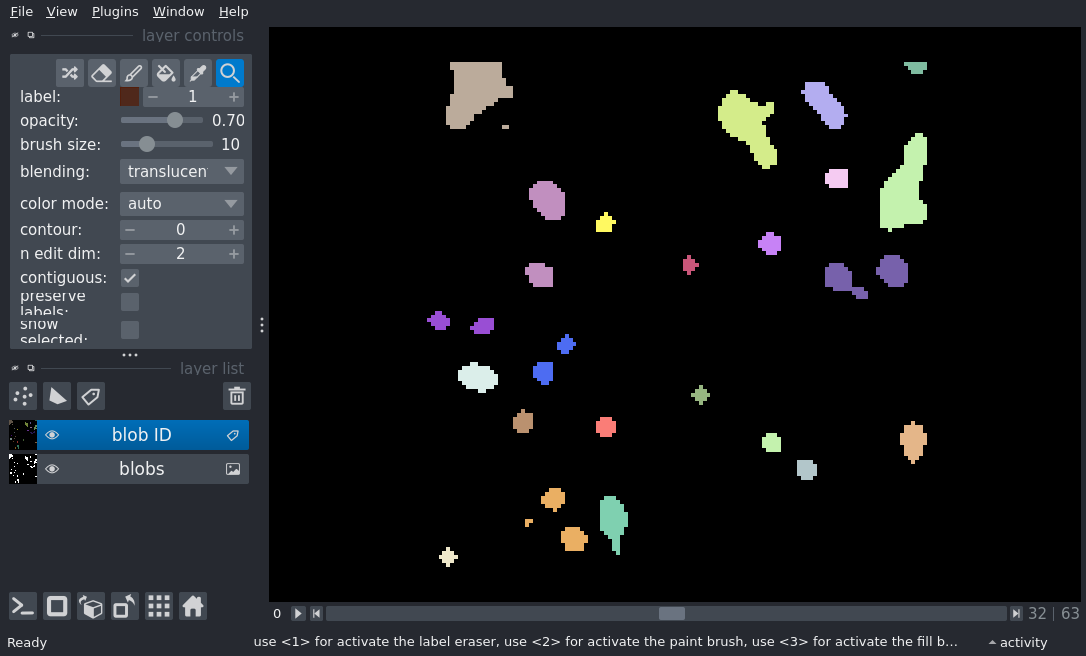 File View Plugins Window Help
layer controls
label: 1
opacity: 0.70
brush size: 10
blending: translucen
color mode: auto
contour: 0
n edit dim: 2
contiguous:
preserve
labels:
show
selected:
layer list
blob ID
blobs
0 32 63
Ready use <1> for activate the label eraser, use <2> for activate the paint brush, use <3> for activate the fill b... activity